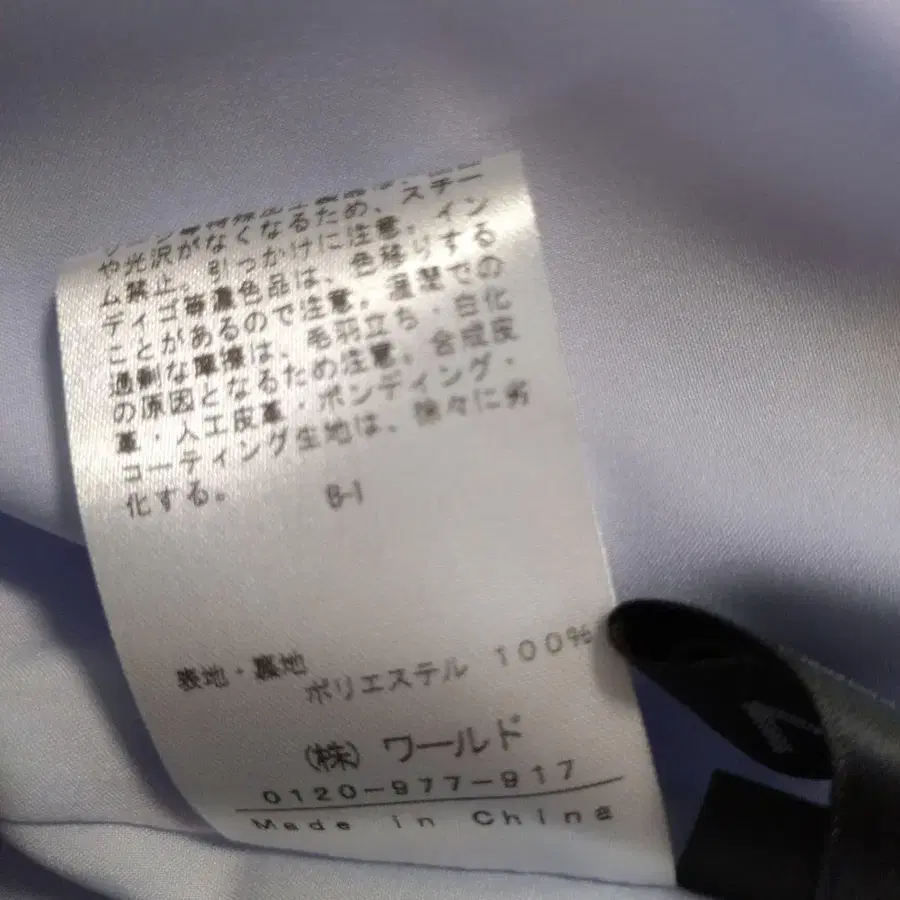 や光沢がなくなるため、スチー
ム禁止。引っかけに注意。イン
ディゴ等濃色品は、色移りする
ことがあるので注意。湿潤での
過剰な摩擦は、毛羽立ち・白化
の原因となるため注意。合成皮
革・人工皮革・ボンディング・
コーティング生地は、徐々に劣
化する。 B-1
表地・裏地
ポリエステル 100%
(株) ワールド
0120-977-917
Made in China